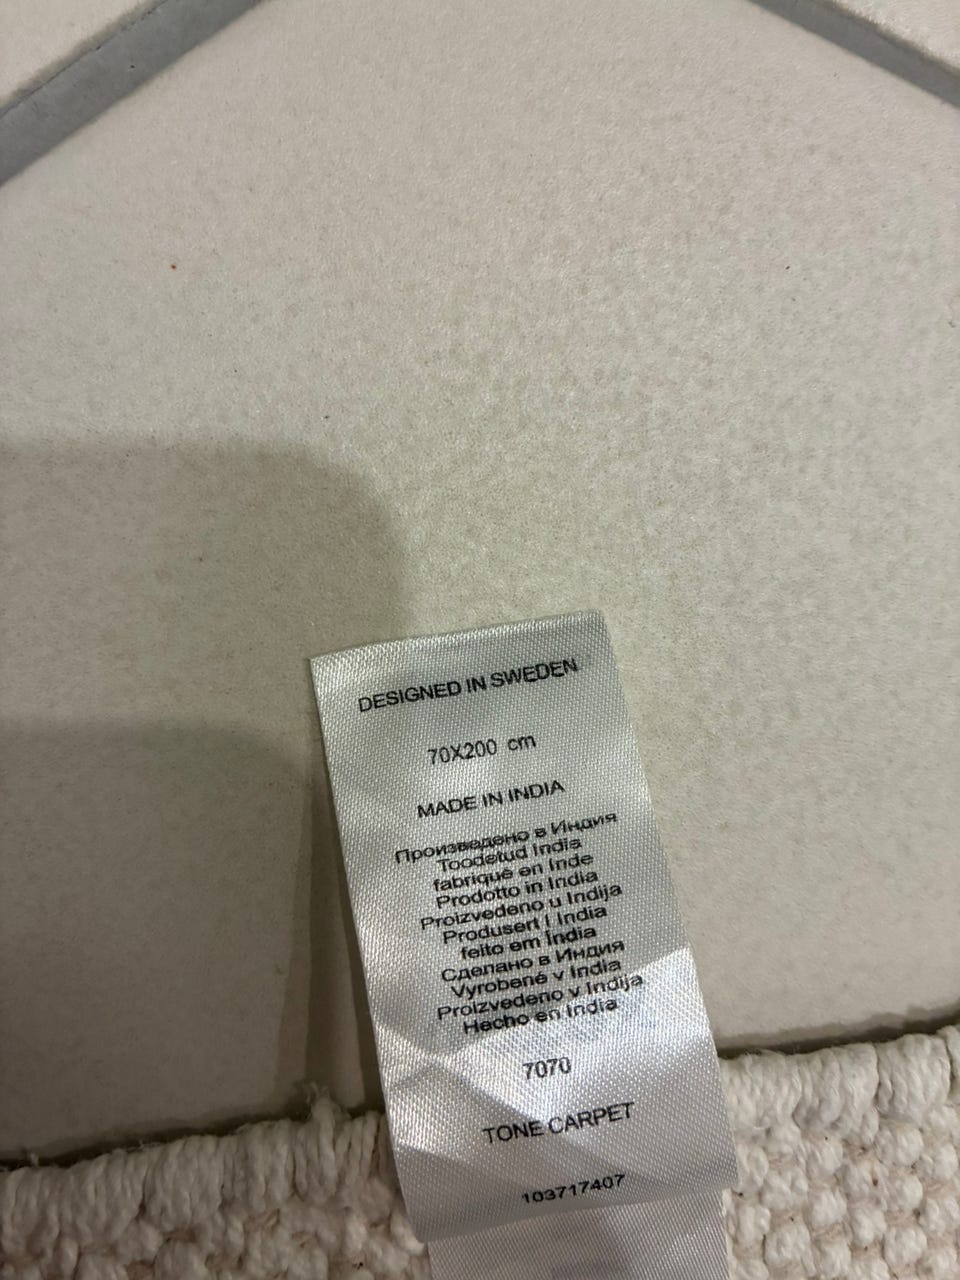 DESIGNED IN SWEDEN
70X200 cm
MADE IN INDIA
Произведено в Индия
Toodetud India
fabriqué en Inde
Prodotto in India
Proizvedeno u Indija
Produsert I India
feito em Índia
Сделано в Индия
Vyrobené v India
Proizvedeno v Indija
Hecho en India
7070
TONE CARPET
103717407